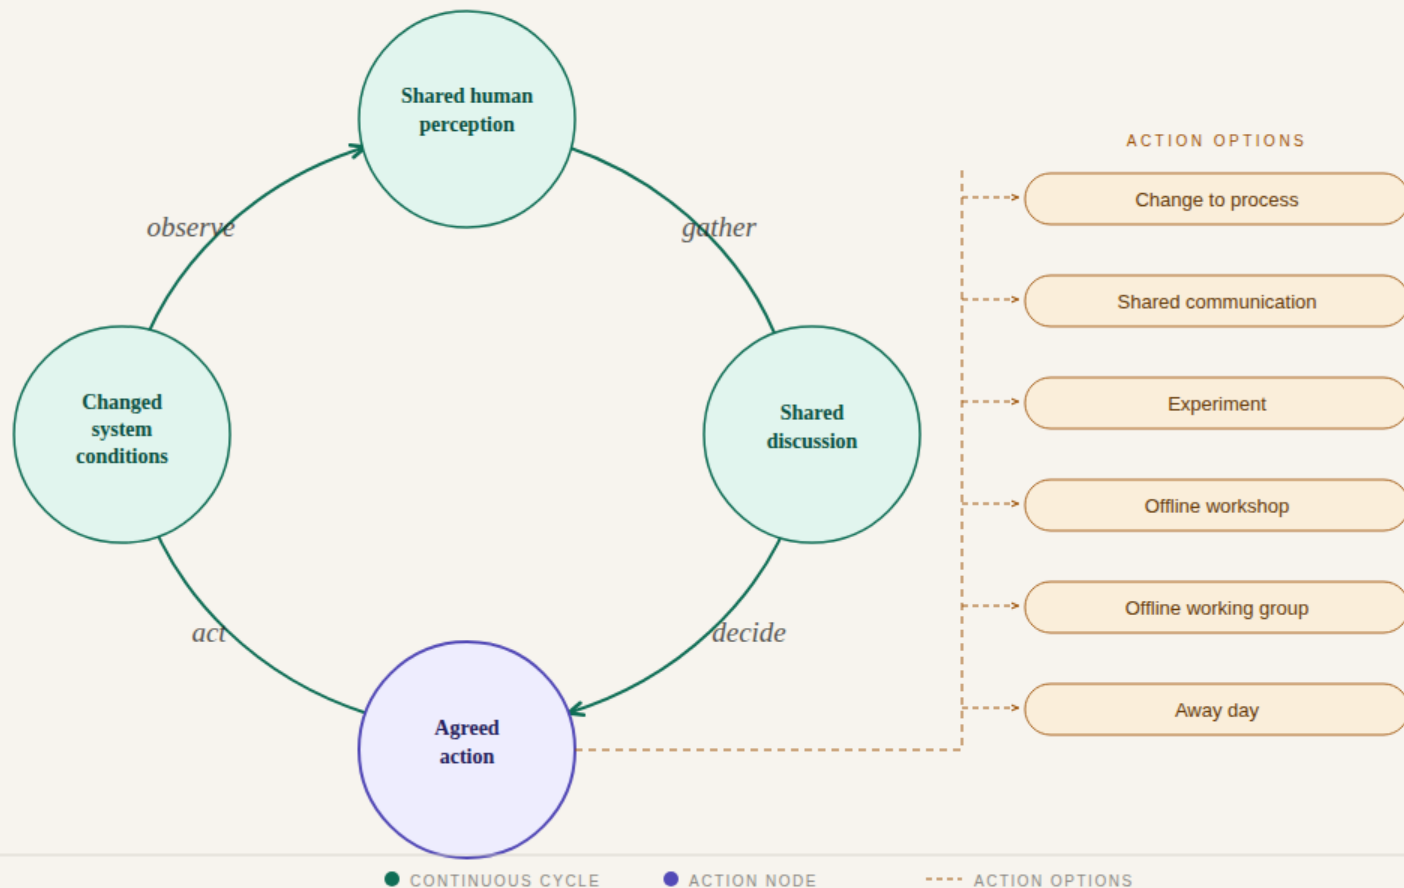 Shared human
perception
ACTION OPTIONS
Change to process
observe
gather
Shared communication
Changed
system
conditions
Shared
discussion
Experiment
Offline workshop
act
decide
Offline working group
Agreed
action
Away day
CONTINUOUS CYCLE
ACTION NODE
ACTION OPTIONS